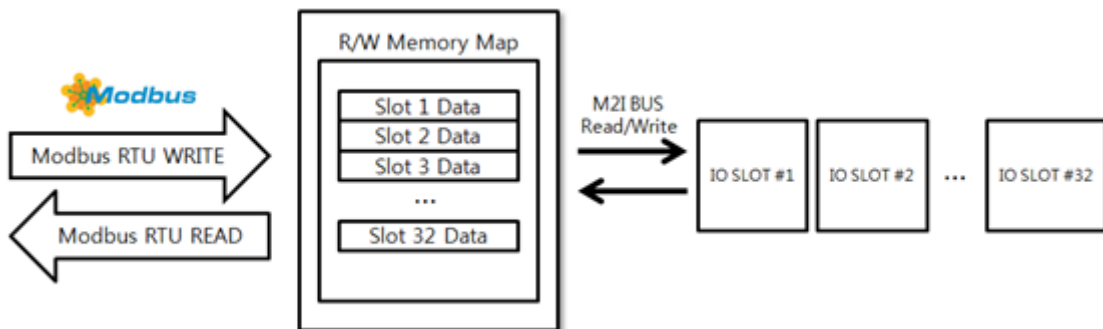 Modbus
Modbus RTU WRITE
Modbus RTU READ
R/W Memory Map
Slot 1 Data
Slot 2 Data
Slot 3 Data
...
Slot 32 Data
M2I BUS
Read/Write
IO SLOT #1
IO SLOT #2
...
IO SLOT #32